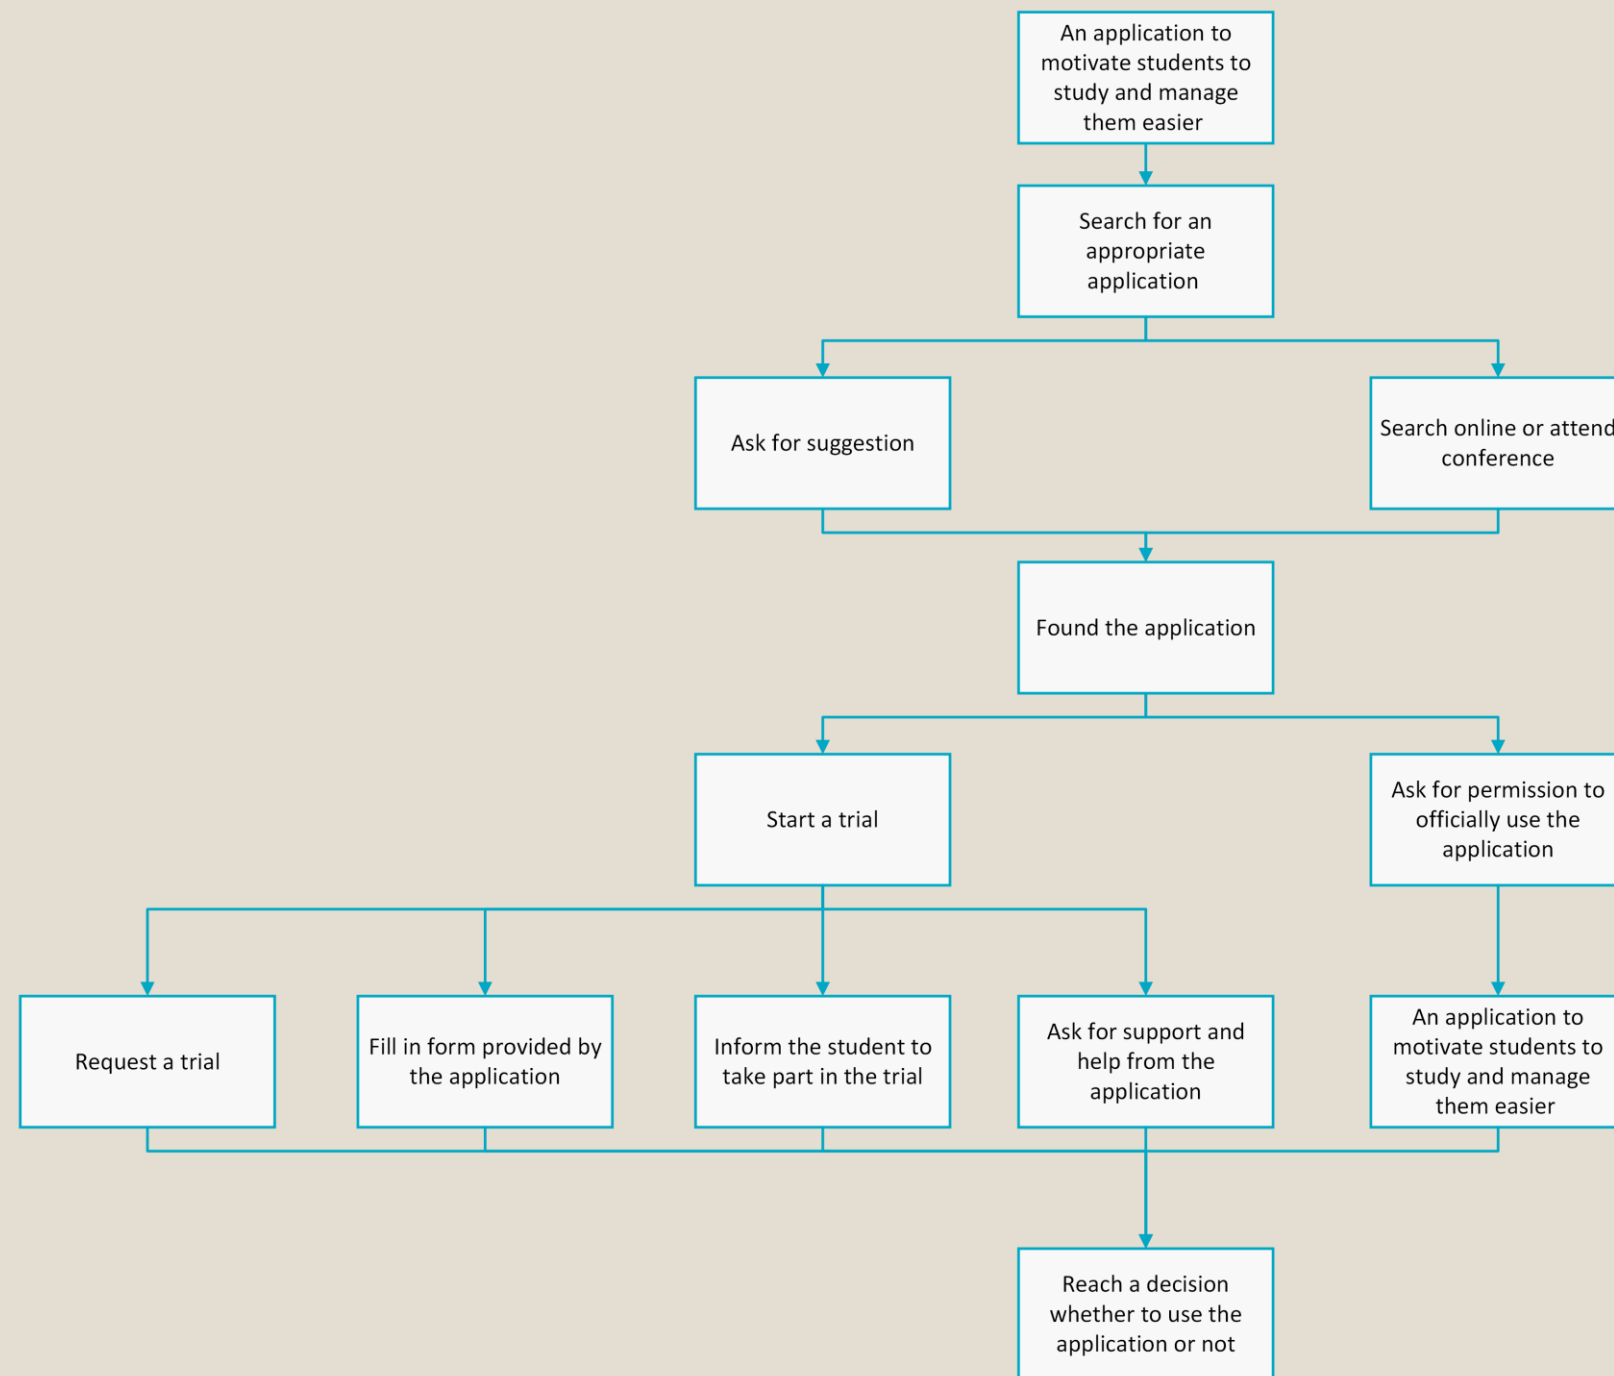 An application to
motivate students to
study and manage
them easier
Search for an
appropriate
application
Ask for suggestion
Search online or attend
conference
Found the application
Start a trial
Ask for permission to
officially use the
application
Request a trial
Fill in form provided by
the application
Inform the student to
take part in the trial
Ask for support and
help from the
application
An application to
motivate students to
study and manage
them easier
Reach a decision
whether to use the
application or not